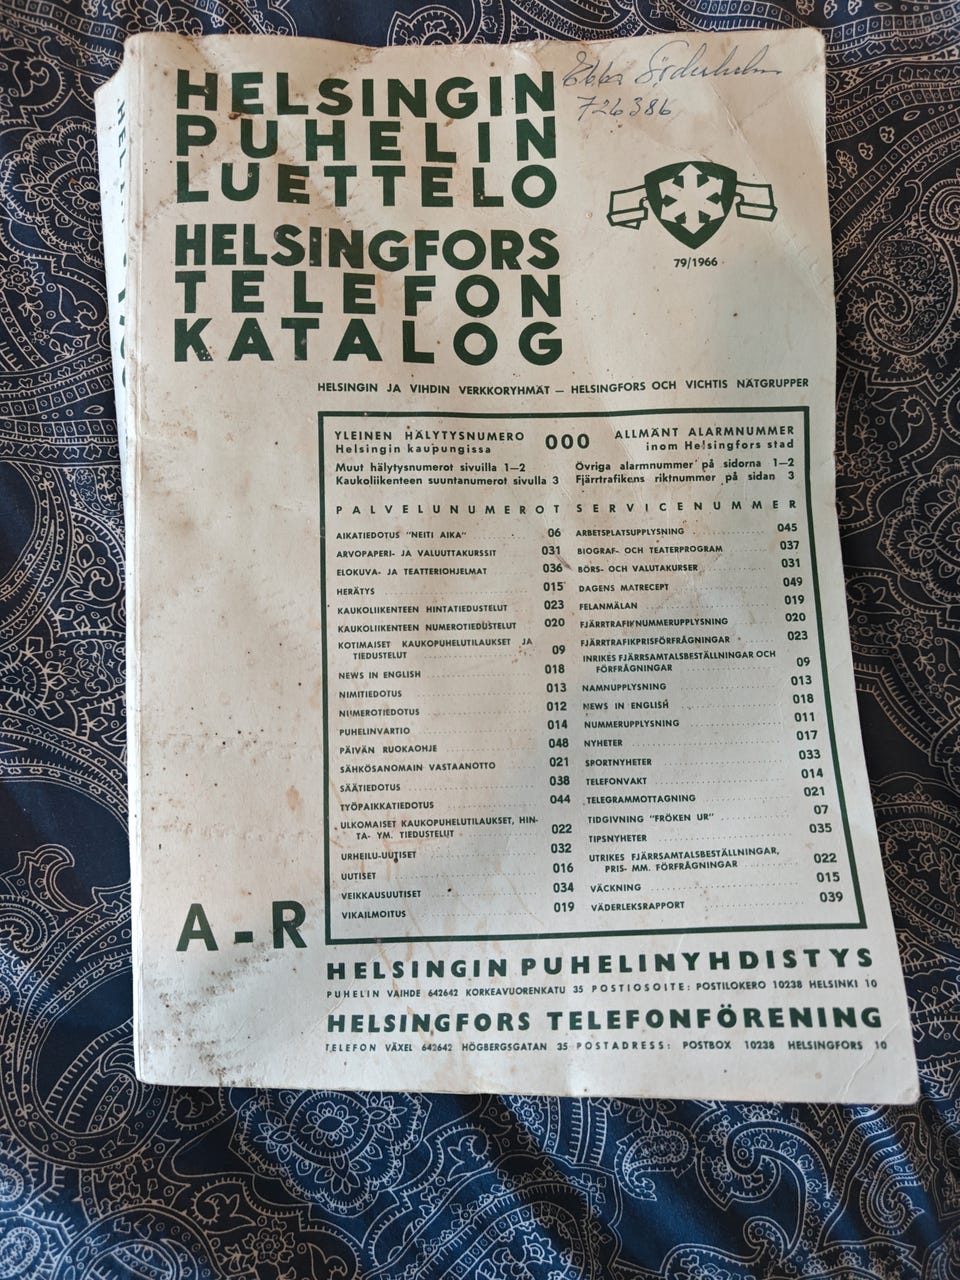 Ebba Söderholm
726386
HELSINGIN
PUHELIN
LUETTELO
HELSINGFORS
TELEFON
KATALOG
79/1966
HELSINGIN JA VIHDIN VERKKORYHMÄT — HELSINGFORS OCH VICHTIS NÄTGRUPPER
YLEINEN HÄLYTYSNUMERO
Helsingin kaupungissa
000
ALLMÄNT ALARMNUMMER
inom Helsingfors stad
Muut hälytysnumerot sivuilla 1—2
Kaukoliikenteen suuntanumerot sivulla 3
Övriga alarmnummer på sidorna 1—2
Fjärrtrafikens riktnummer på sidan 3
PALVELUNUMEROT
AIKATIEDOTUS "NEITI AIKA" 06
ARVOPAPERI- JA VALUUTTAKURSSIT 031
ELOKUVA- JA TEATTERIOHJELMAT 036
HERÄTYS 015
KAUKOLIIKENTEEN HINTATIEDUSTELUT 023
KAUKOLIIKENTEEN NUMEROTIEDUSTELUT 020
KOTIMAISET KAUKOPUHELUTILAUKSET JA
TIEDUSTELUT 09
NEWS IN ENGLISH 018
NIMITIEDOTUS 013
NUMEROTIEDOTUS 012
PUHELINVARTIO 014
PÄIVÄN RUOKAOHJE 048
SÄHKÖSANOMAIN VASTAANOTTO 021
SÄÄTIEDOTUS 038
TYÖPAIKKATIEDOTUS 044
ULKOMAISET KAUKOPUHELUTILAUKSET, HIN-
TA- YM. TIEDUSTELUT 022
URHEILU-UUTISET 032
UUTISET 016
VEIKKAUSUUTISET 034
VIKAILMOITUS 019
SERVICENUMMER
ARBETSPLATSUPPLYSNING 045
BIOGRAF- OCH TEATERPROGRAM 037
BÖRS- OCH VALUTAKURSER 031
DAGENS MATRECEPT 049
FELANMÄLAN 019
FJÄRRTRAFIKNUMMERUPPLYSNING 020
FJÄRRTRAFIKPRISFÖRFRÅGNINGAR 023
INRIKES FJÄRRSAMTALSBESTÄLLNINGAR OCH
FÖRFRÅGNINGAR 09
NAMNUPPLYSNING 013
NEWS IN ENGLISH 018
NUMMERUPPLYSNING 011
NYHETER 017
SPORTNYHETER 033
TELEFONVAKT 014
TELEGRAMMOTTAGNING 021
TIDGIVNING "FRÖKEN UR" 07
TIPSNYHETER 035
UTRIKES FJÄRRSAMTALSBESTÄLLNINGAR,
PRIS- MM. FÖRFRÅGNINGAR 022
VÄCKNING 015
VÄDERLEKSRAPPORT 039
A-R
HELSINGIN PUHELINYHDISTYS
PUHELIN VAIHDE 642642 KORKEAVUORENKATU 35 POSTIOSOITE: POSTILOKERO 10238 HELSINKI 10
HELSINGFORS TELEFONFÖRENING
TELEFON VÄXEL 642642 HÖGBERGSGATAN 35 POSTADRESS: POSTBOX 10238 HELSINGFORS 10